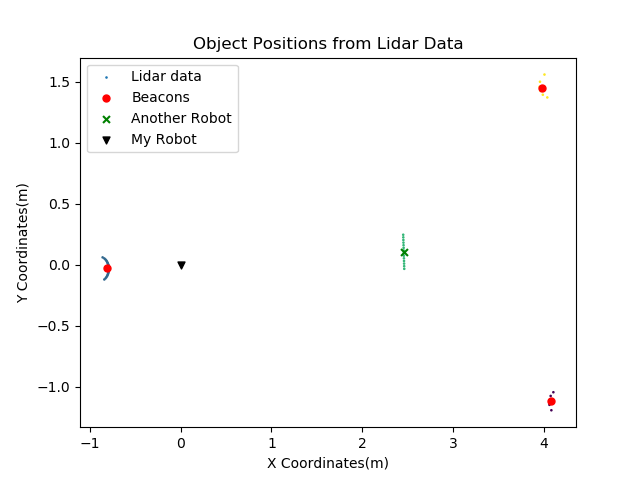 Object Positions from Lidar Data
Lidar data
Beacons
Another Robot
My Robot
Y Coordinates(m)
1.5
1.0
0.5
0.0
−0.5
−1.0
−1
0
1
2
3
4
X Coordinates(m)